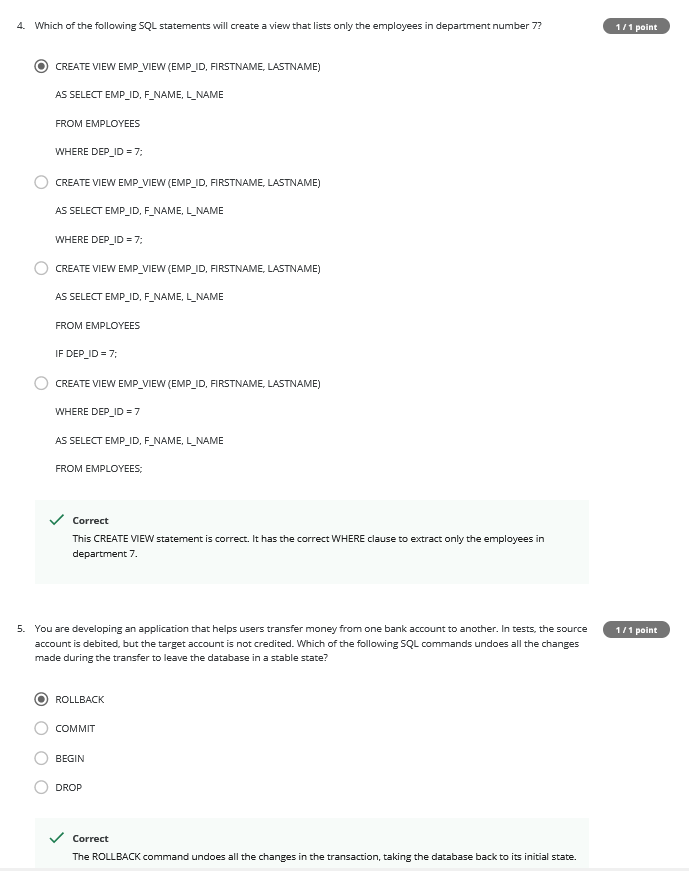 4. Which of the following SQL statements will create a view that lists only the employees in department number 7?
1 / 1 point
CREATE VIEW EMP_VIEW (EMP_ID, FIRSTNAME, LASTNAME)
AS SELECT EMP_ID, F_NAME, L_NAME
FROM EMPLOYEES
WHERE DEP_ID = 7;
CREATE VIEW EMP_VIEW (EMP_ID, FIRSTNAME, LASTNAME)
AS SELECT EMP_ID, F_NAME, L_NAME
WHERE DEP_ID = 7;
CREATE VIEW EMP_VIEW (EMP_ID, FIRSTNAME, LASTNAME)
AS SELECT EMP_ID, F_NAME, L_NAME
FROM EMPLOYEES
IF DEP_ID = 7;
CREATE VIEW EMP_VIEW (EMP_ID, FIRSTNAME, LASTNAME)
WHERE DEP_ID = 7
AS SELECT EMP_ID, F_NAME, L_NAME
FROM EMPLOYEES;
Correct
This CREATE VIEW statement is correct. It has the correct WHERE clause to extract only the employees in
department 7.
5. You are developing an application that helps users transfer money from one bank account to another. In tests, the source
1 / 1 point
account is debited, but the target account is not credited. Which of the following SQL commands undoes all the changes
made during the transfer to leave the database in a stable state?
ROLLBACK
COMMIT
BEGIN
DROP
Correct
The ROLLBACK command undoes all the changes in the transaction, taking the database back to its initial state.